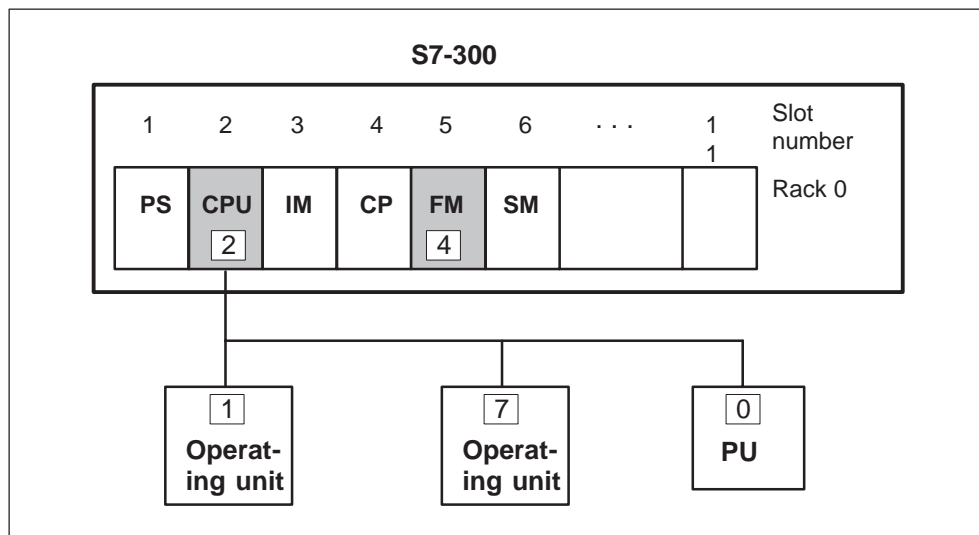 S7-300
1 2 3 4 5 6 . . . 1
1
Slot
number
PS CPU IM CP FM SM
2 4
Rack 0
1 7 0
Operat-
ing unit
Operat-
ing unit
PU